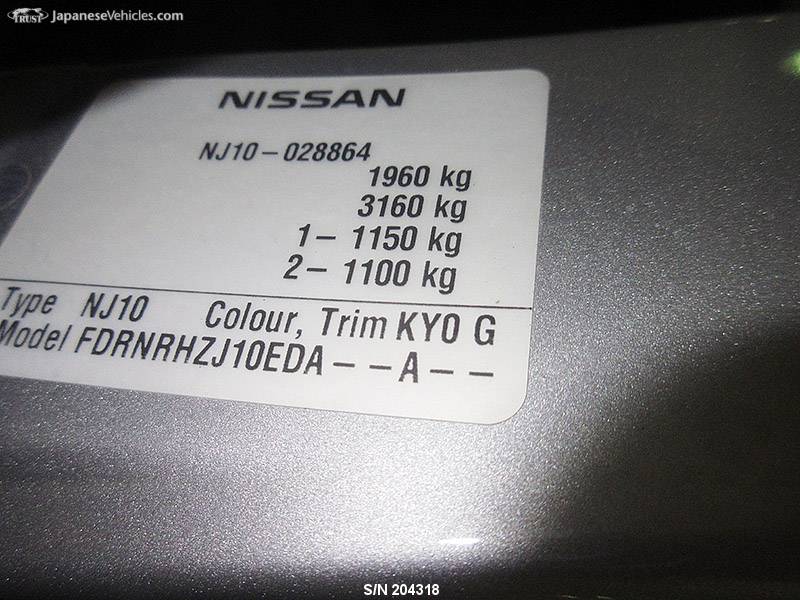 TRUST JapaneseVehicles.com
NISSAN
NJ10-028864
1960 kg
3160 kg
1- 1150 kg
2- 1100 kg
Type NJ10 Colour, Trim KY0 G
Model FDRNRHZJ10EDA---A--
S/N 204318